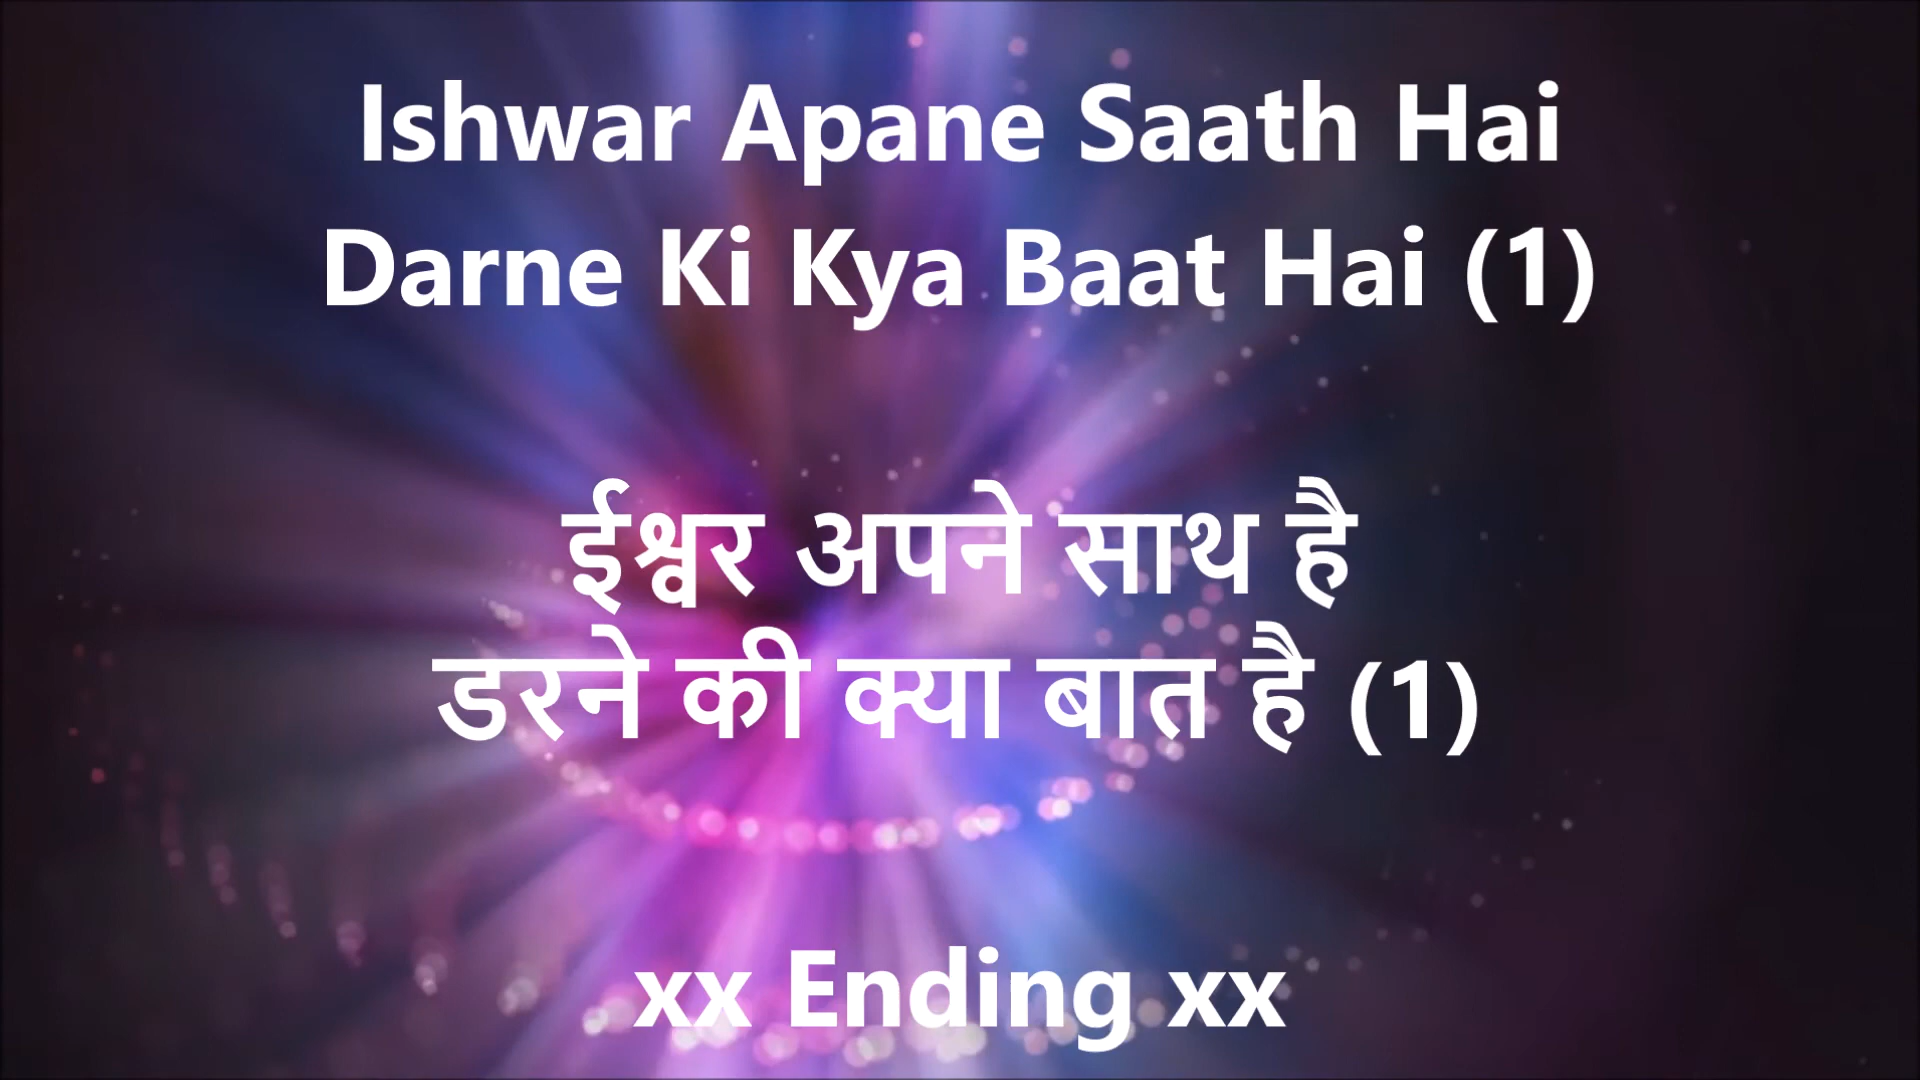 Ishwar Apane Saath Hai
Darne Ki Kya Baat Hai (1)
ईश्वर अपने साथ है
डरने की क्या बात है (1)
xx Ending xx